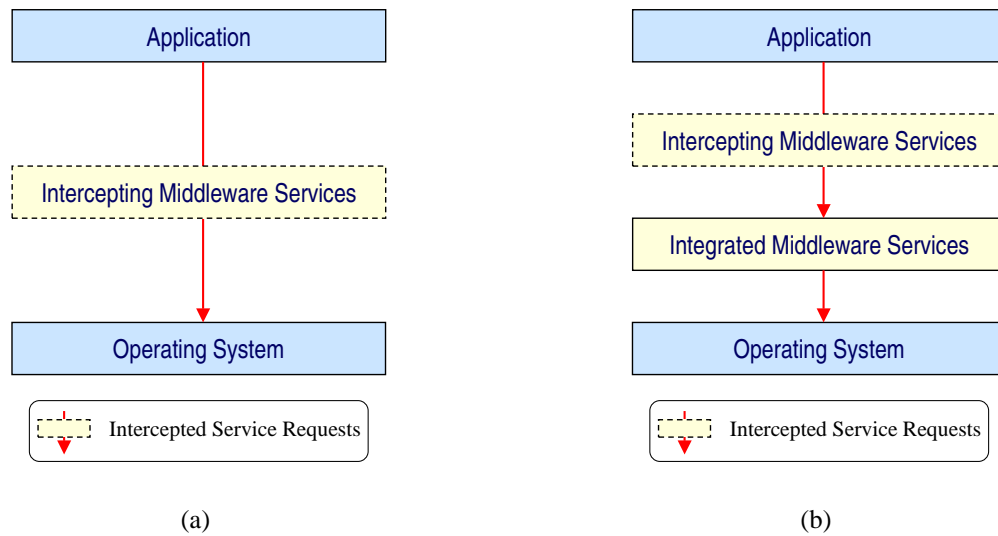 Application
Intercepting Middleware Services
Operating System
Intercepted Service Requests
(a)
Application
Intercepting Middleware Services
Integrated Middleware Services
Operating System
Intercepted Service Requests
(b)